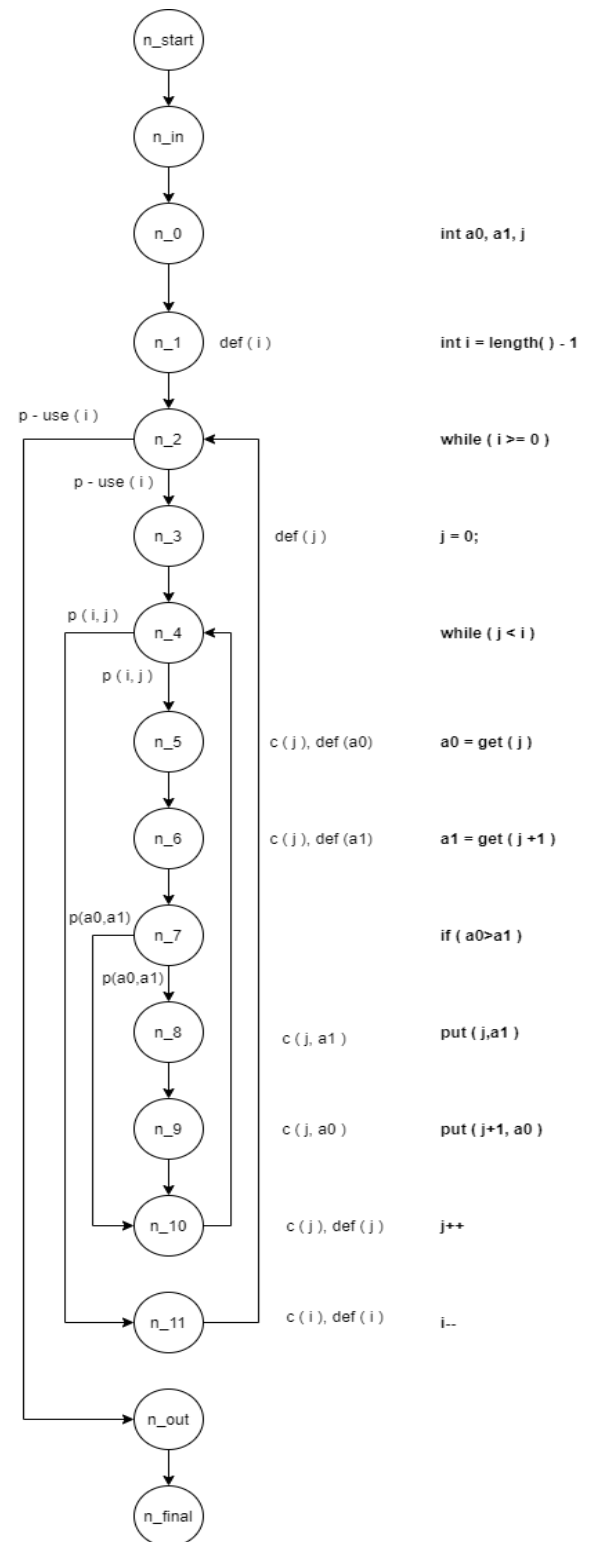 n_start
n_in
n_0 int a0, a1, j
n_1 def ( i ) int i = length( ) - 1
p - use ( i )
n_2 while ( i >= 0 )
p - use ( i )
n_3 def ( j ) j = 0;
p ( i, j )
n_4 while ( j < i )
p ( i, j )
n_5 c ( j ), def (a0) a0 = get ( j )
n_6 c ( j ), def (a1) a1 = get ( j +1 )
p(a0,a1)
n_7 if ( a0>a1 )
p(a0,a1)
n_8 c ( j, a1 ) put ( j,a1 )
n_9 c ( j, a0 ) put ( j+1, a0 )
n_10 c ( j ), def ( j ) j++
n_11 c ( i ), def ( i ) i--
n_out
n_final